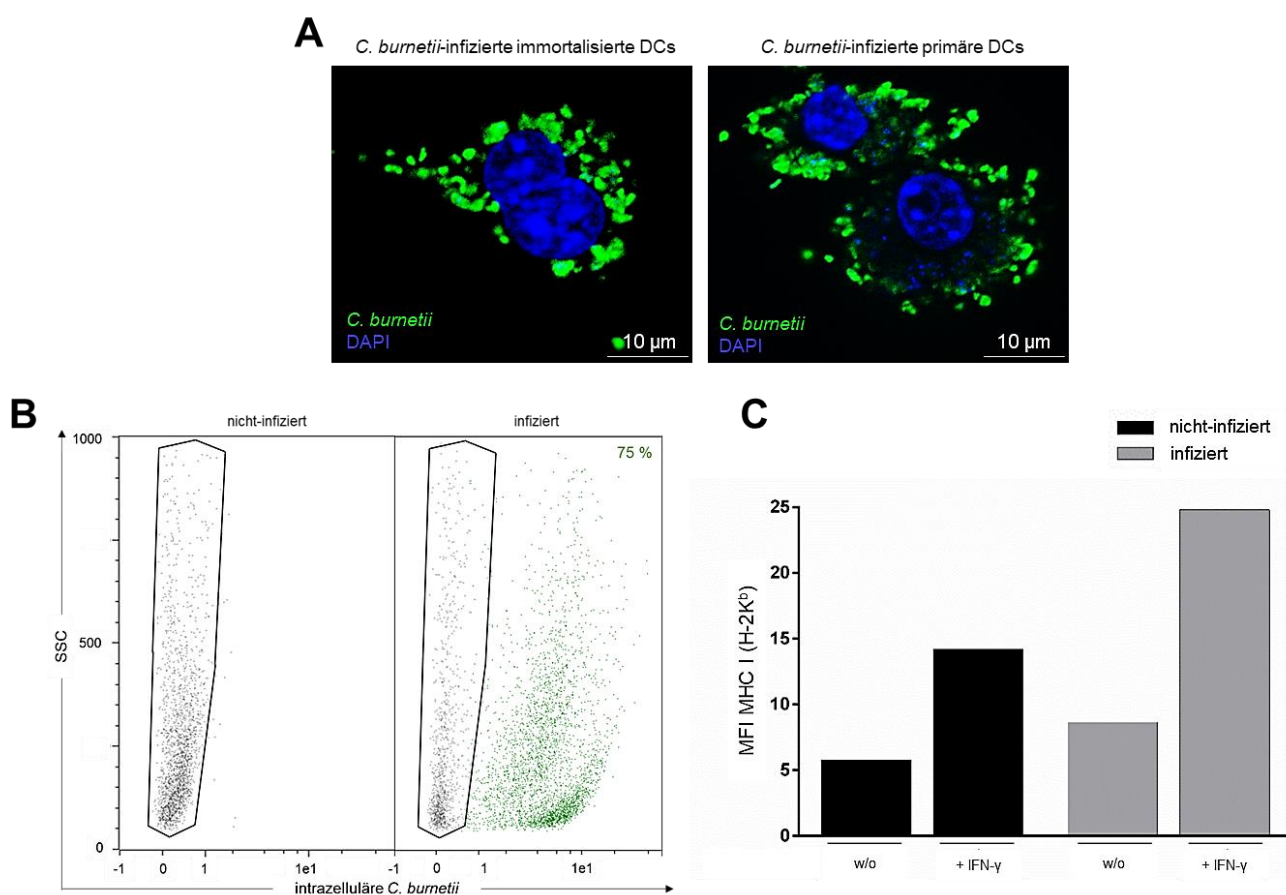 A
C. burnetii-infizierte immortalisierte DCs
C. burnetii-infizierte primäre DCs
C. burnetii
DAPI
10 µm
C. burnetii
DAPI
10 µm
B
nicht-infiziert
infiziert
75 %
1000
500
0
SSC
-1 0 1 1e1
-1 0 1 1e1
intrazelluläre C. burnetii
C
nicht-infiziert
infiziert
MFI MHC I (H-2Kᵇ)
25
20
15
10
5
0
w/o
+ IFN-γ
w/o
+ IFN-γ